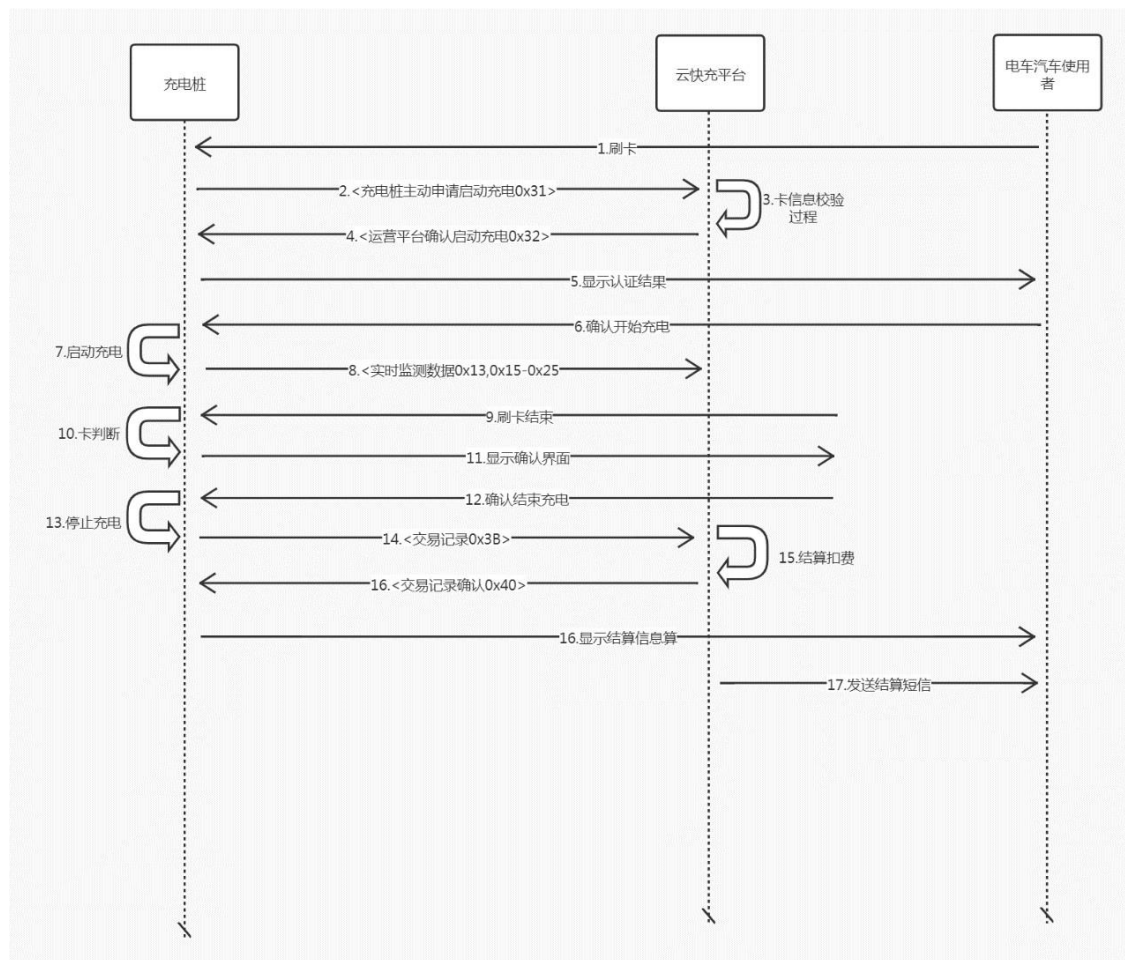 充电桩
云快充平台
电车汽车使用
者
1.刷卡
2.<充电桩主动申请启动充电0x31>
3.卡信息校验
过程
4.<运营平台确认启动充电0x32>
5.显示认证结果
6.确认开始充电
7.启动充电
8.<实时监测数据0x13,0x15-0x25
9.刷卡结束
10.卡判断
11.显示确认界面
12.确认结束充电
13.停止充电
14.<交易记录0x3B>
15.结算扣费
16.<交易记录确认0x40>
16.显示结算信息算
17.发送结算短信